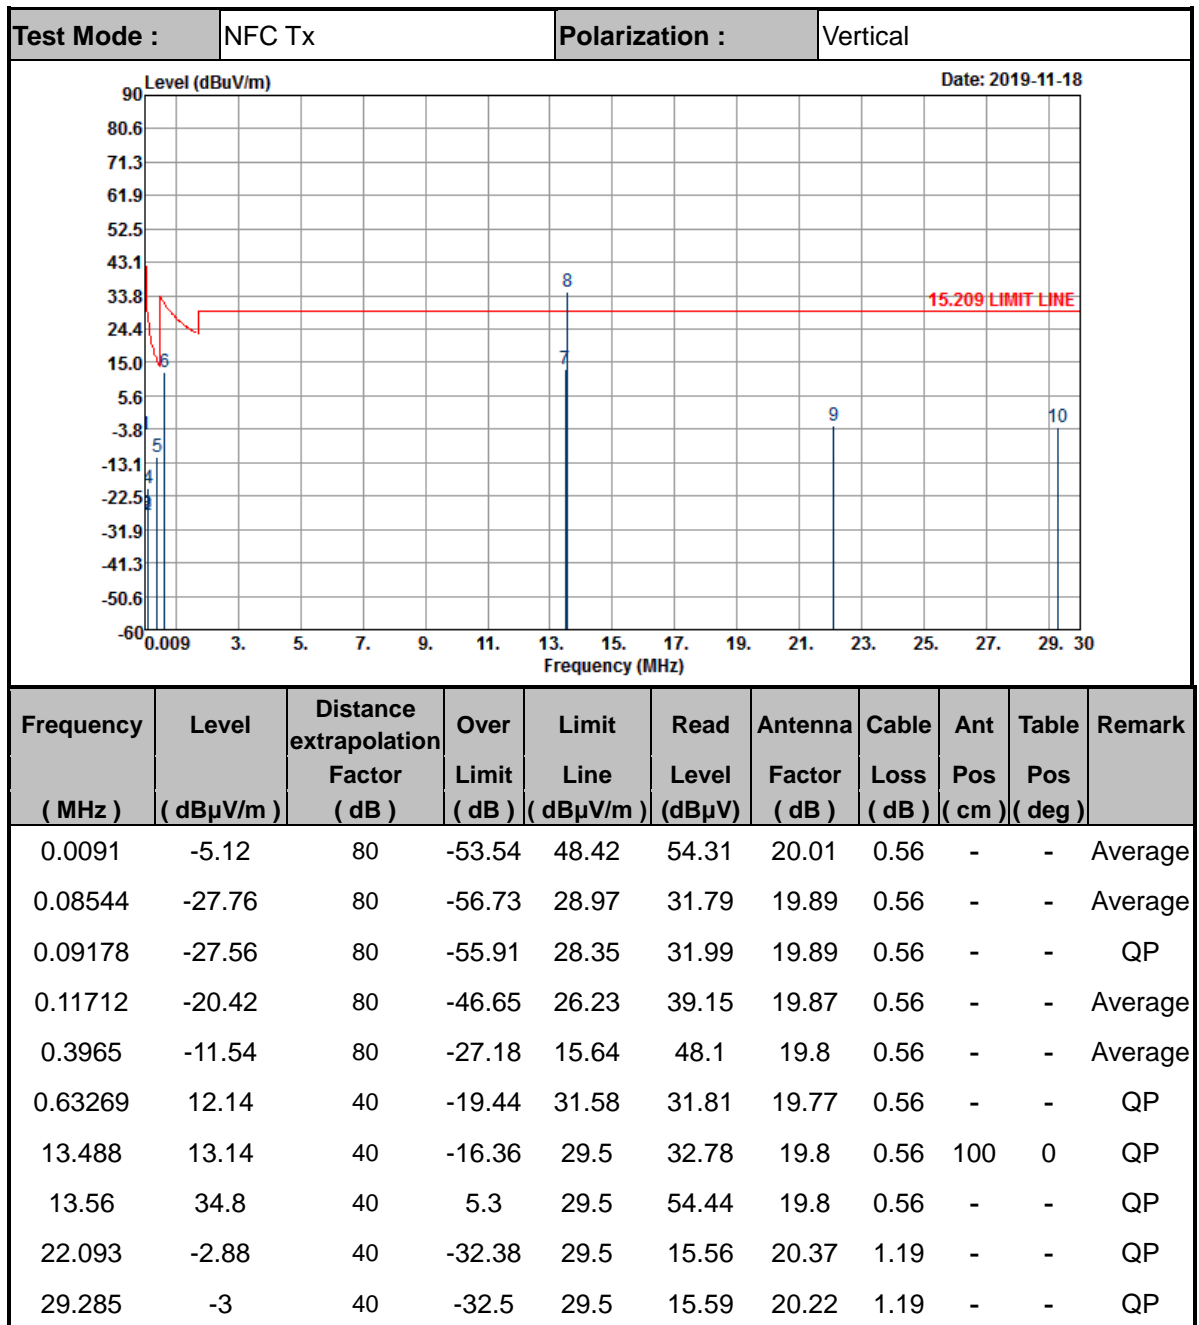 Test Mode : NFC Tx Polarization : Vertical
Level (dBuV/m) Date: 2019-11-18
90
80.6
71.3
61.9
52.5
43.1
8
33.8
15.209 LIMIT LINE
24.4
15.0 6 7
5.6
9 10
-3.8
5
-13.1
4
-22.5
-31.9
-41.3
-50.6
-60
0.009 3. 5. 7. 9. 11. 13. 15. 17. 19. 21. 23. 25. 27. 29. 30
Frequency (MHz)
Frequency Level Distance extrapolation Factor Over Limit Limit Line Read Level Antenna Factor Cable Loss Ant Pos Table Pos Remark
( MHz ) ( dBµV/m ) ( dB ) ( dB ) ( dBµV/m ) (dBµV) ( dB ) ( dB ) ( cm ) ( deg )
0.0091 -5.12 80 -53.54 48.42 54.31 20.01 0.56 - - Average
0.08544 -27.76 80 -56.73 28.97 31.79 19.89 0.56 - - Average
0.09178 -27.56 80 -55.91 28.35 31.99 19.89 0.56 - - QP
0.11712 -20.42 80 -46.65 26.23 39.15 19.87 0.56 - - Average
0.3965 -11.54 80 -27.18 15.64 48.1 19.8 0.56 - - Average
0.63269 12.14 40 -19.44 31.58 31.81 19.77 0.56 - - QP
13.488 13.14 40 -16.36 29.5 32.78 19.8 0.56 100 0 QP
13.56 34.8 40 5.3 29.5 54.44 19.8 0.56 - - QP
22.093 -2.88 40 -32.38 29.5 15.56 20.37 1.19 - - QP
29.285 -3 40 -32.5 29.5 15.59 20.22 1.19 - - QP